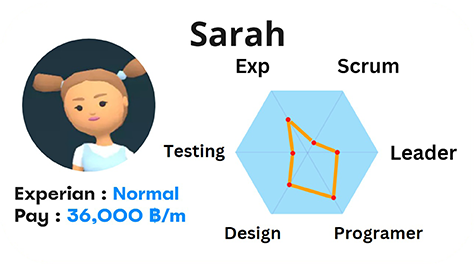 Sarah
Exp
Scrum
Testing
Leader
Experian : Normal
Pay : 36,000 ฿/m
Design
Programer